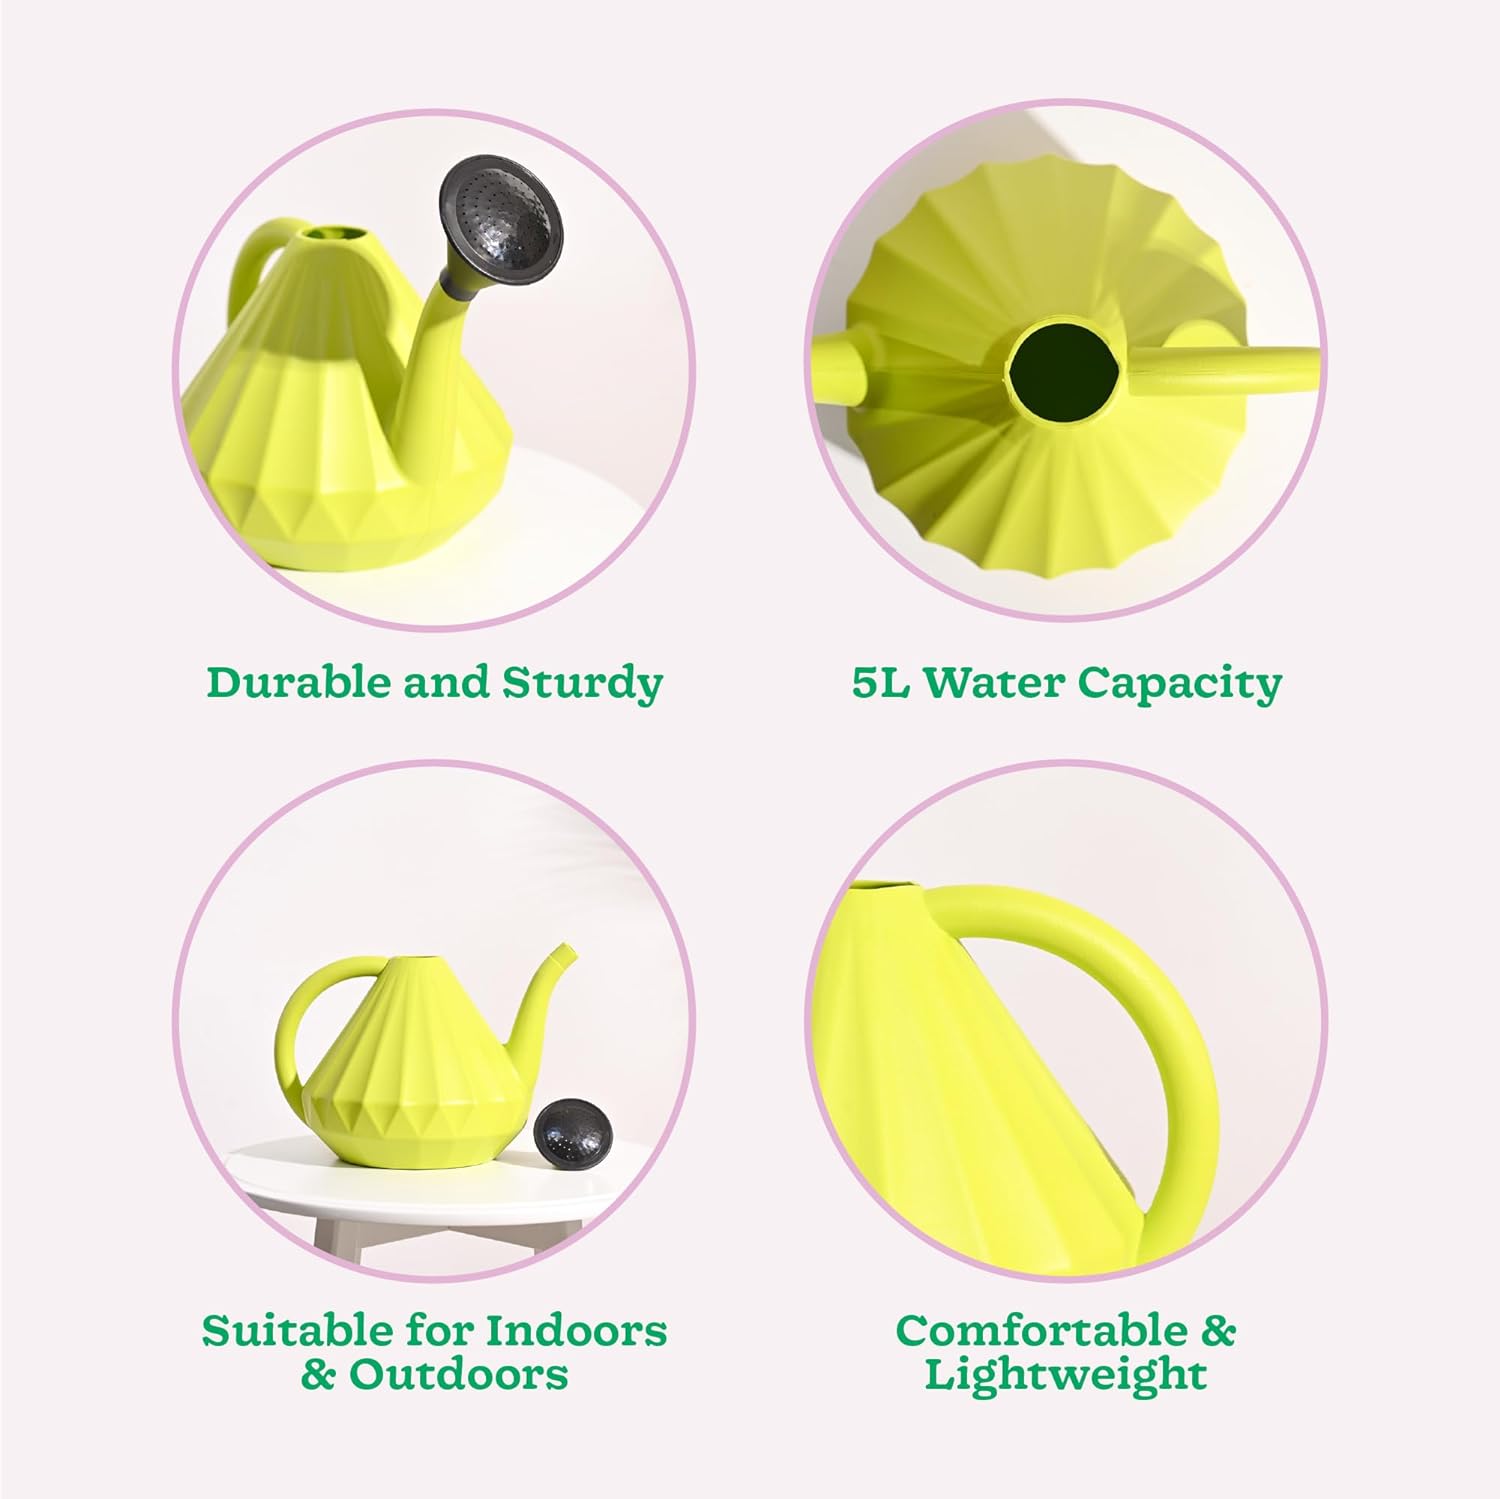 Durable and Sturdy
5L Water Capacity
Suitable for Indoors
& Outdoors
Comfortable &
Lightweight